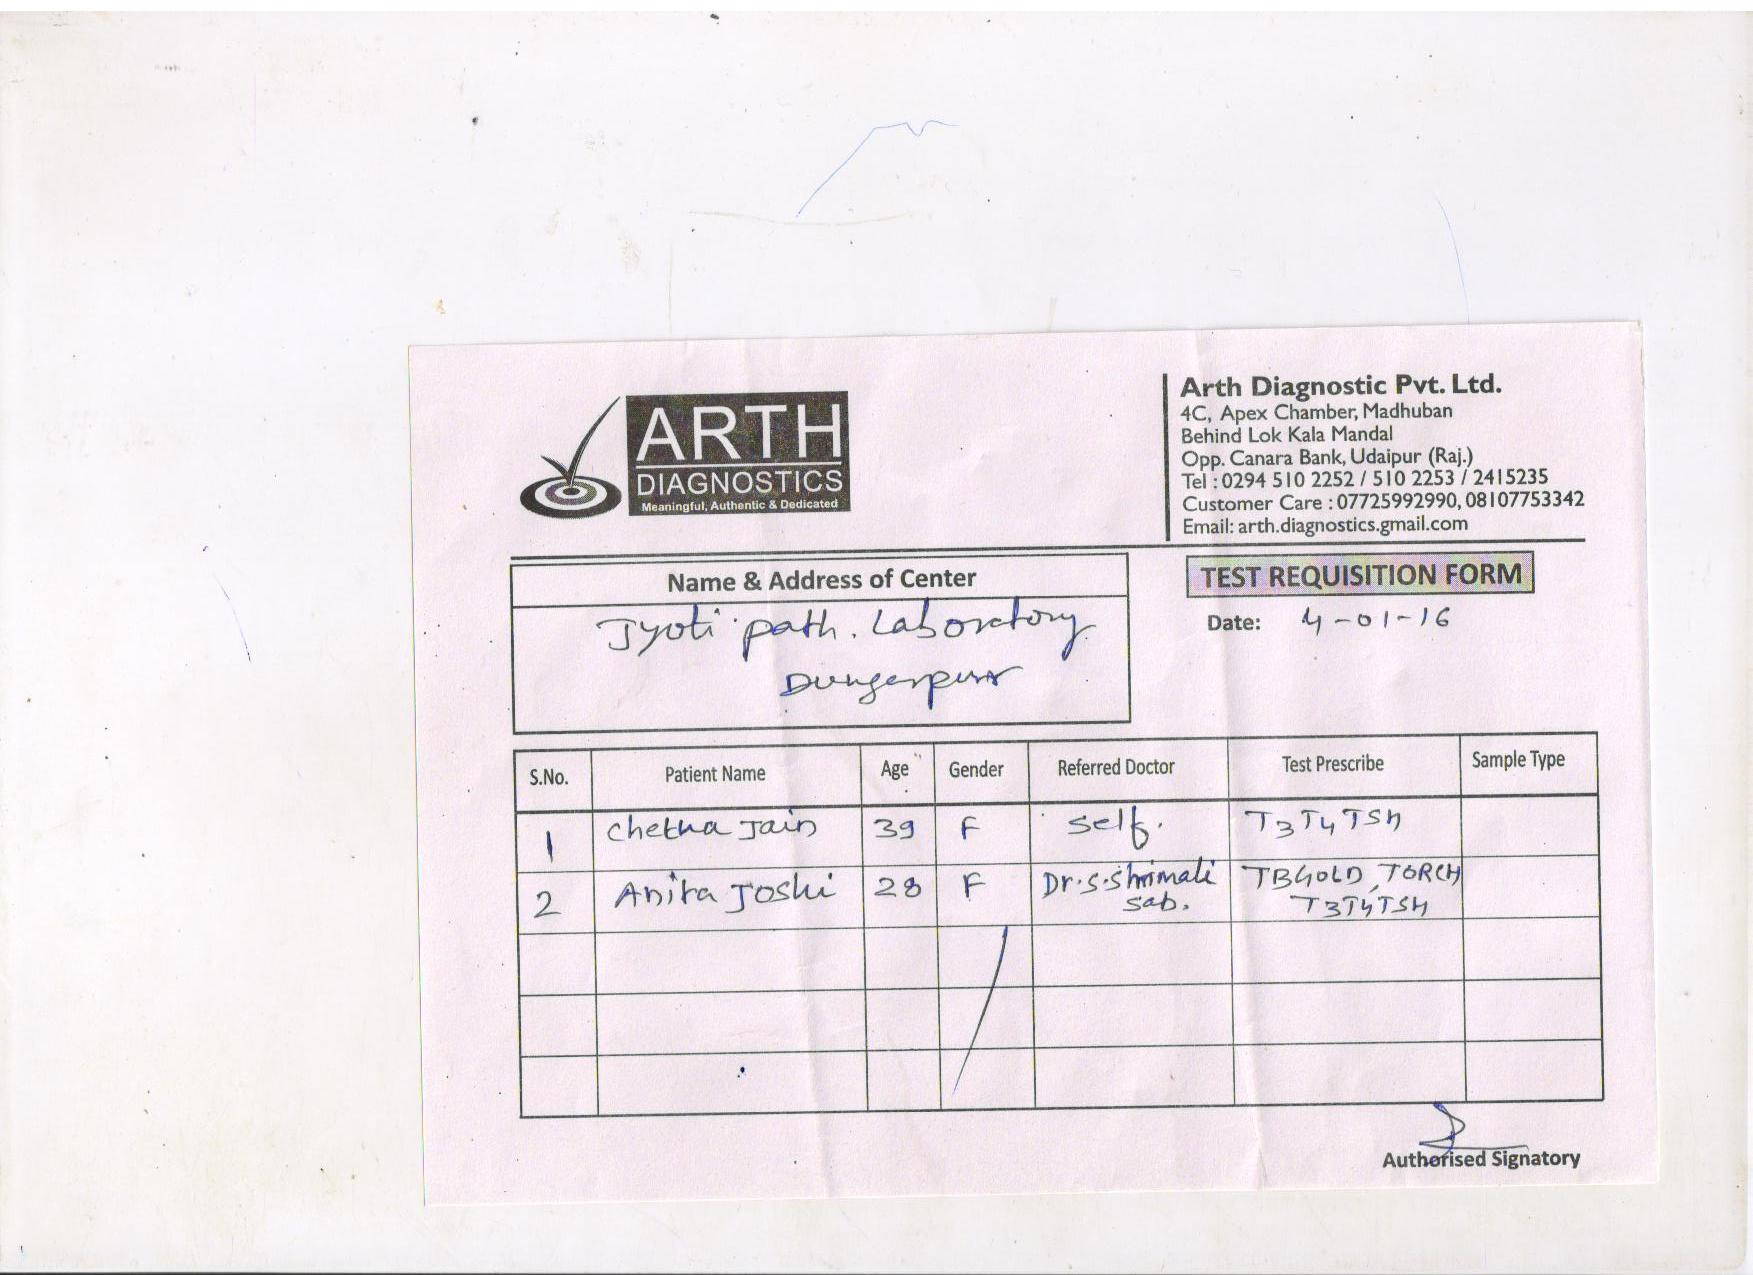 ARTH
DIAGNOSTICS
Meaningful, Authentic & Dedicated
Arth Diagnostic Pvt. Ltd.
4C, Apex Chamber, Madhuban
Behind Lok Kala Mandal
Opp. Canara Bank, Udaipur (Raj.)
Tel : 0294 510 2252 / 510 2253 / 2415235
Customer Care : 07725992990, 08107753342
Email: arth.diagnostics.gmail.com
Name & Address of Center
Jyoti path. Laboratory
Dungerpur
TEST REQUISITION FORM
Date: 4-01-16
S.No. Patient Name Age Gender Referred Doctor Test Prescribe Sample Type
1 Chetna Jain 39 F Self. T3T4TSH
2 Anita Joshi 28 F Dr.S.Shrimali TBGOLD, TORCH
sab. T3T4TSH
Authorised Signatory